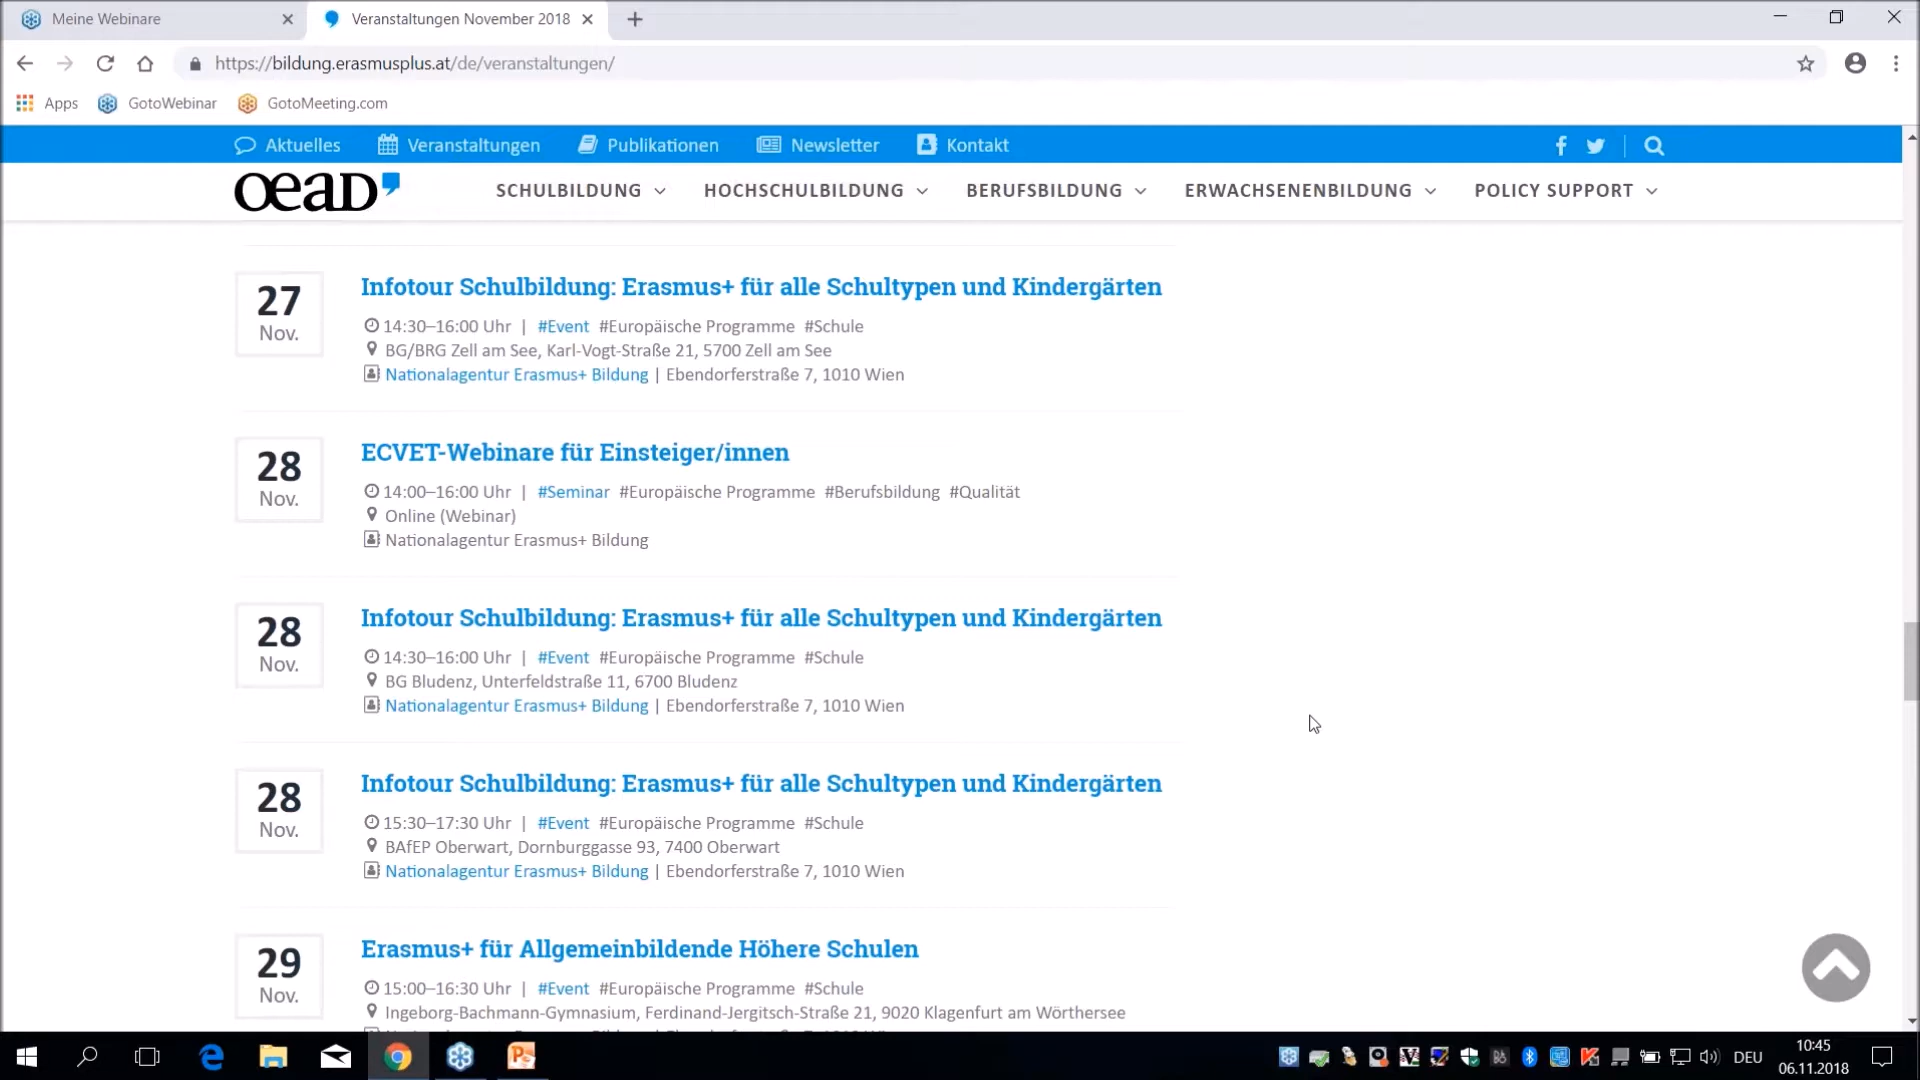 Meine Webinare
Veranstaltungen November 2018
https://bildung.erasmusplus.at/de/veranstaltungen/
Apps GotoWebinar GotoMeeting.com
Aktuelles Veranstaltungen Publikationen Newsletter Kontakt
OeAD
SCHULBILDUNG HOCHSCHULBILDUNG BERUFSBILDUNG ERWACHSENENBILDUNG POLICY SUPPORT
27
Nov.
Infotour Schulbildung: Erasmus+ für alle Schultypen und Kindergärten
14:30–16:00 Uhr | #Event #Europäische Programme #Schule
BG/BRG Zell am See, Karl-Vogt-Straße 21, 5700 Zell am See
Nationalagentur Erasmus+ Bildung | Ebendorferstraße 7, 1010 Wien
28
Nov.
ECVET-Webinare für Einsteiger/innen
14:00–16:00 Uhr | #Seminar #Europäische Programme #Berufsbildung #Qualität
Online (Webinar)
Nationalagentur Erasmus+ Bildung
28
Nov.
Infotour Schulbildung: Erasmus+ für alle Schultypen und Kindergärten
14:30–16:00 Uhr | #Event #Europäische Programme #Schule
BG Bludenz, Unterfeldstraße 11, 6700 Bludenz
Nationalagentur Erasmus+ Bildung | Ebendorferstraße 7, 1010 Wien
28
Nov.
Infotour Schulbildung: Erasmus+ für alle Schultypen und Kindergärten
15:30–17:30 Uhr | #Event #Europäische Programme #Schule
BAfEP Oberwart, Dornburggasse 93, 7400 Oberwart
Nationalagentur Erasmus+ Bildung | Ebendorferstraße 7, 1010 Wien
29
Nov.
Erasmus+ für Allgemeinbildende Höhere Schulen
15:00–16:30 Uhr | #Event #Europäische Programme #Schule
Ingeborg-Bachmann-Gymnasium, Ferdinand-Jergitsch-Straße 21, 9020 Klagenfurt am Wörthersee
DEU
10:45
06.11.2018